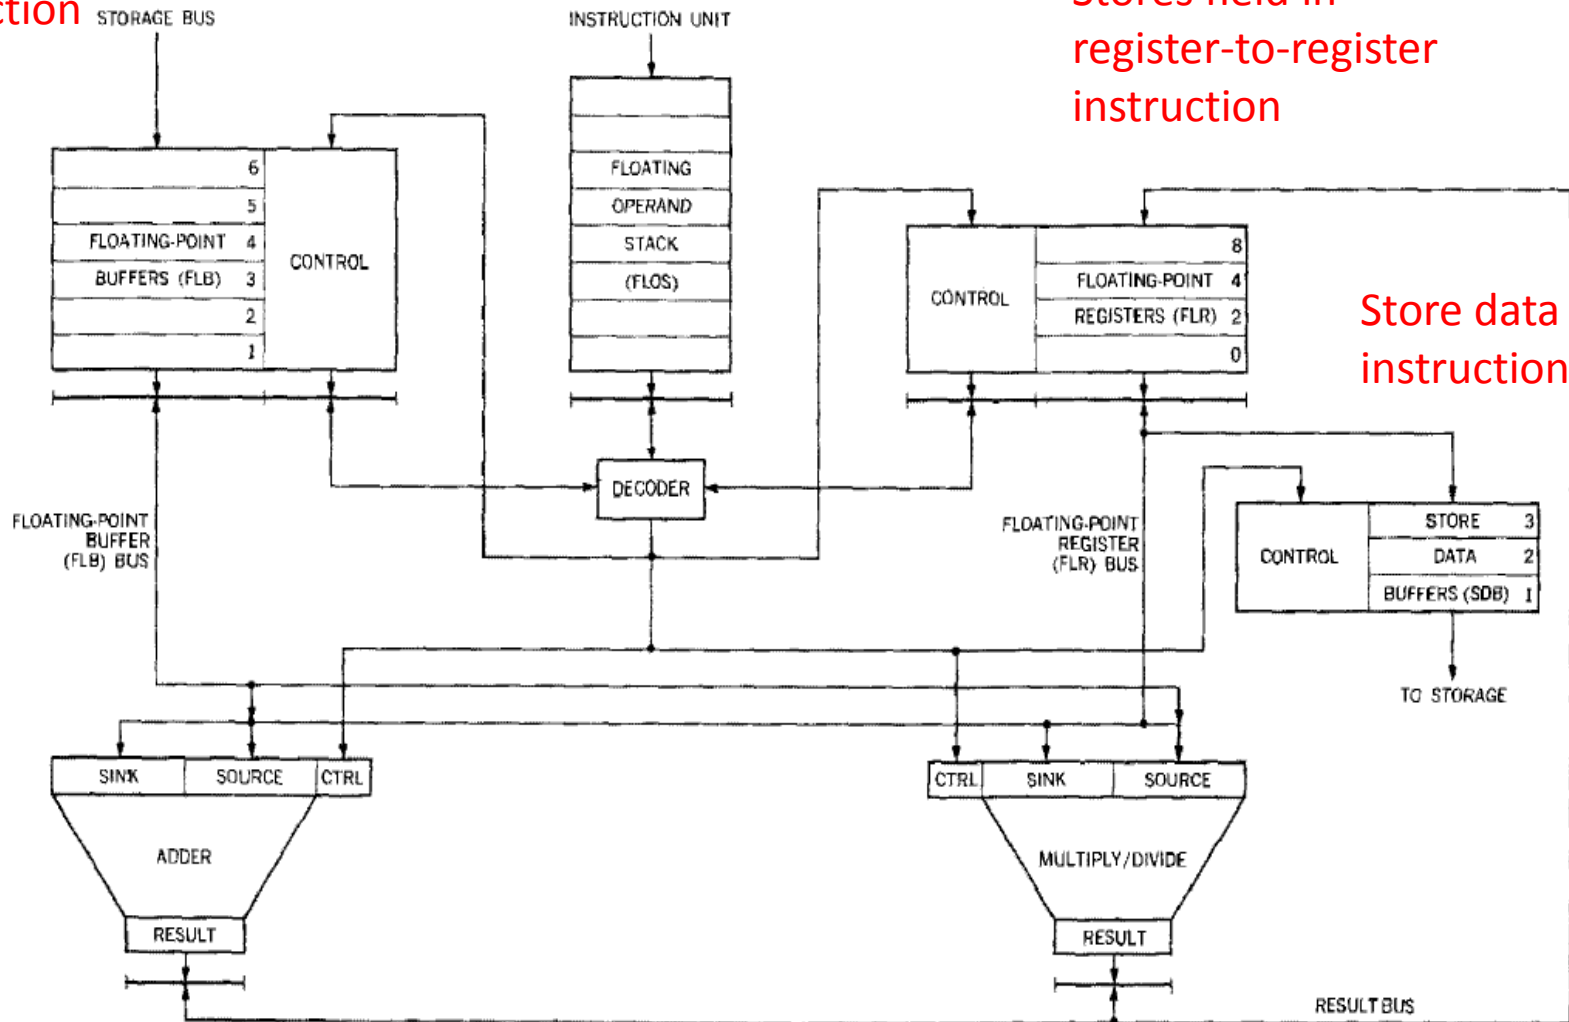 ction
STORAGE BUS
INSTRUCTION UNIT
Stores field in
register-to-register
instruction
6
5
FLOATING-POINT 4
BUFFERS (FLB) 3
2
1
CONTROL
FLOATING
OPERAND
STACK
(FLOS)
CONTROL
8
FLOATING-POINT 4
REGISTERS (FLR) 2
0
Store data
instruction
DECODER
FLOATING-POINT
BUFFER
(FLB) BUS
FLOATING-POINT
REGISTER
(FLR) BUS
CONTROL
STORE 3
DATA 2
BUFFERS (SDB) 1
TO STORAGE
SINK SOURCE CTRL
CTRL SINK SOURCE
ADDER
MULTIPLY/DIVIDE
RESULT
RESULT
RESULT BUS